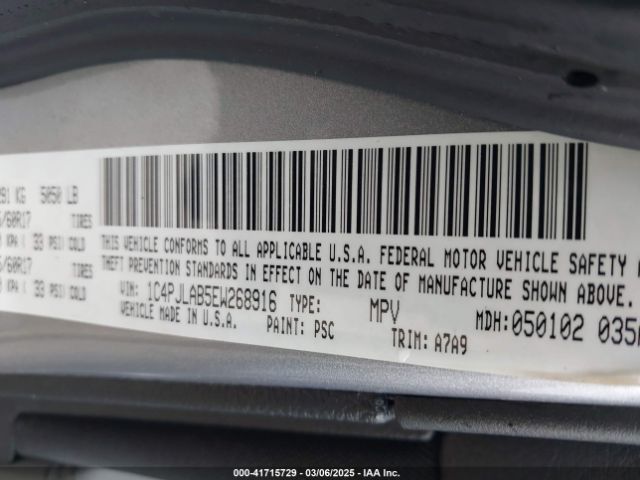 291 KG 5050 LB
/60R17 TIRES
KPA ( 33 PSI) COLD
/60R17 TIRES
KPA ( 33 PSI) COLD
THIS VEHICLE CONFORMS TO ALL APPLICABLE U.S.A. FEDERAL MOTOR VEHICLE SAFETY
THEFT PREVENTION STANDARDS IN EFFECT ON THE DATE OF MANUFACTURE SHOWN ABOVE.
VIN: 1C4PJLAB5EW268916 TYPE: MPV MDH:050102 035
VEHICLE MADE IN U.S.A. PAINT: PSC TRIM: A7A9
000-41715729 — 03/06/2025 — IAA Inc.